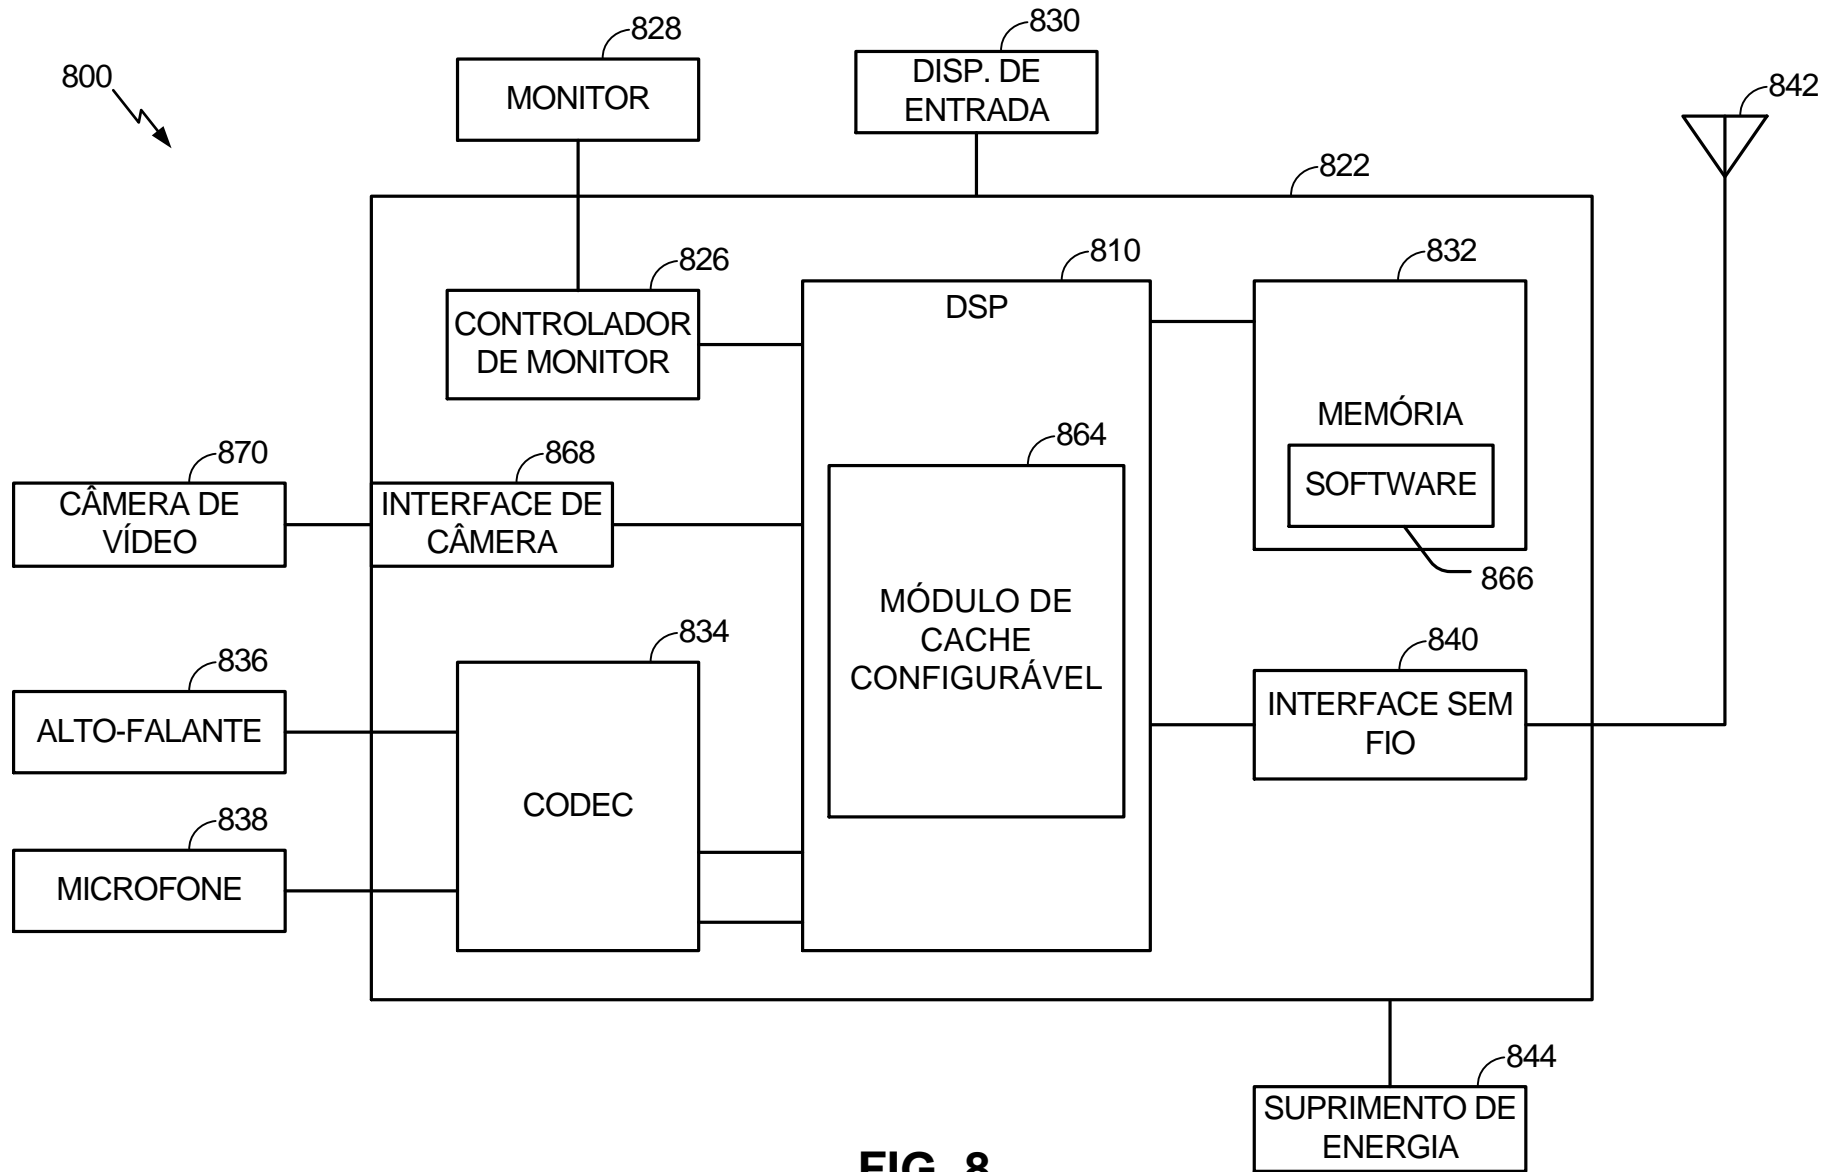 828
830
800
MONITOR
DISP. DE
ENTRADA
842
822
826
810
832
CONTROLADOR
DE MONITOR
DSP
MEMÓRIA
870
868
864
CÂMERA DE
VÍDEO
INTERFACE DE
CÂMERA
SOFTWARE
866
MÓDULO DE
CACHE
CONFIGURÁVEL
834
836
840
ALTO-FALANTE
INTERFACE SEM
FIO
CODEC
838
MICROFONE
844
SUPRIMENTO DE
ENERGIA
FIG. 8